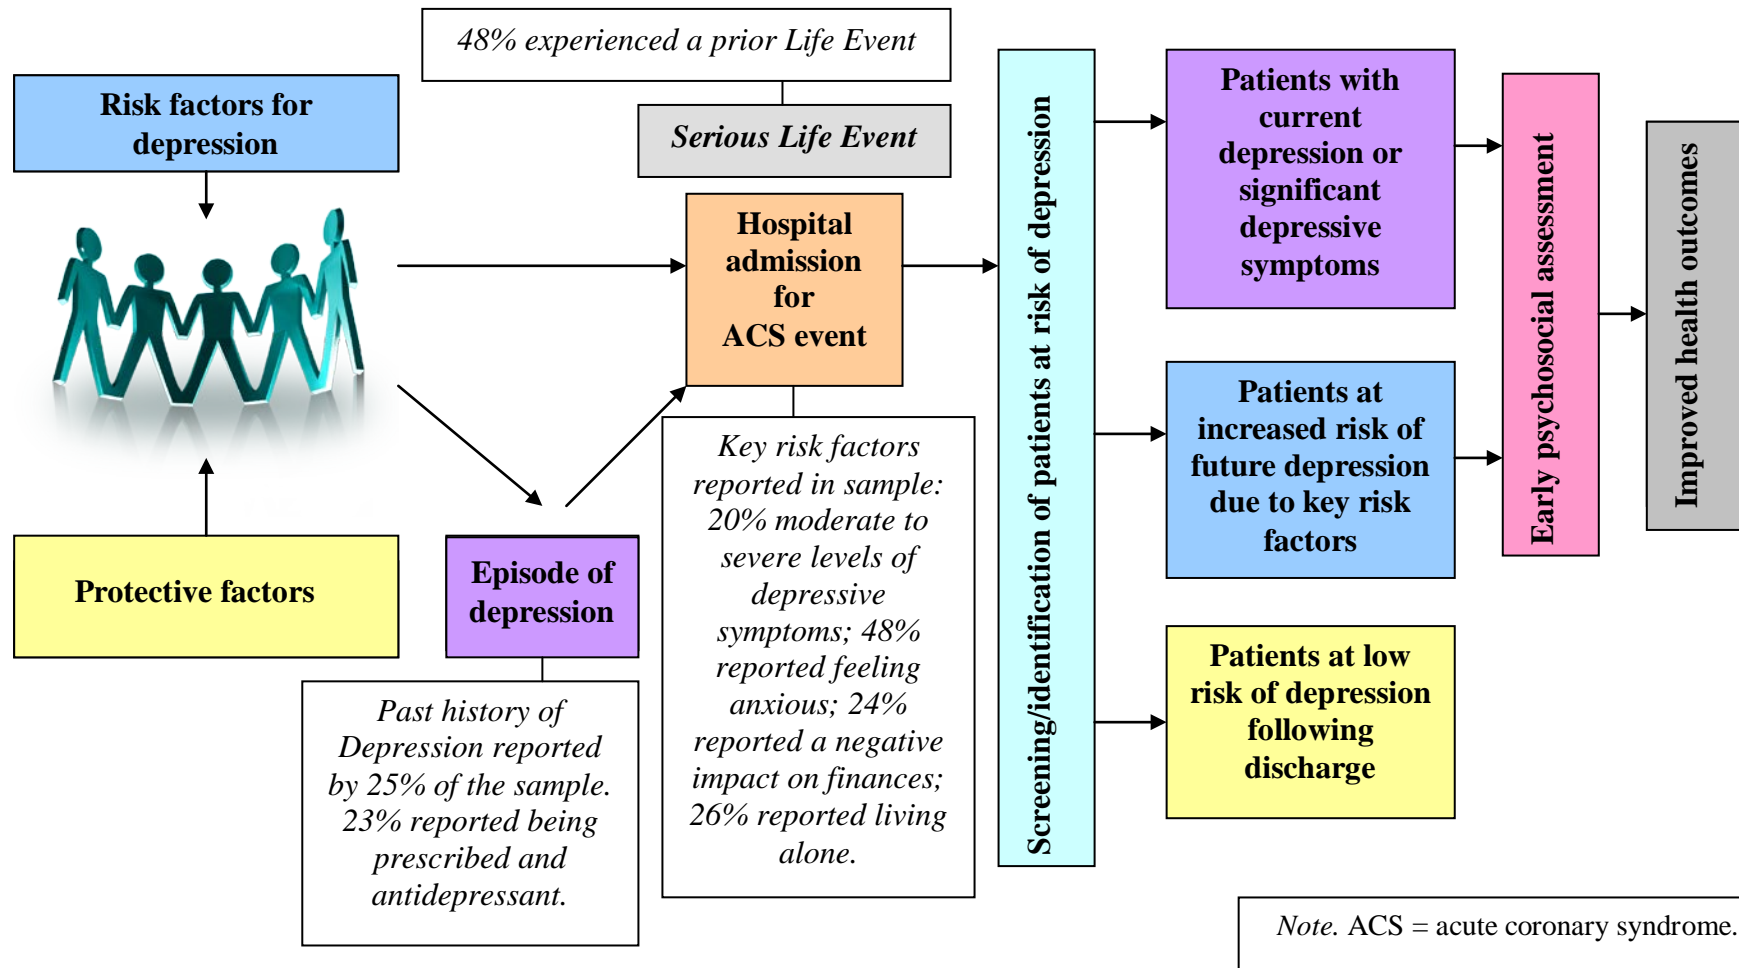 48% experienced a prior Life Event
Serious Life Event
Risk factors for
depression
Protective factors
Episode of
depression
Past history of
Depression reported
by 25% of the sample.
23% reported being
prescribed and
antidepressant.
Hospital
admission
for
ACS event
Key risk factors
reported in sample:
20% moderate to
severe levels of
depressive
symptoms; 48%
reported feeling
anxious; 24%
reported a negative
impact on finances;
26% reported living
alone.
Screening/identification of patients at risk of depression
Patients with
current
depression or
significant
depressive
symptoms
Patients at
increased risk of
future depression
due to key risk
factors
Patients at low
risk of depression
following
discharge
Early psychosocial assessment
Improved health outcomes
Note. ACS = acute coronary syndrome.